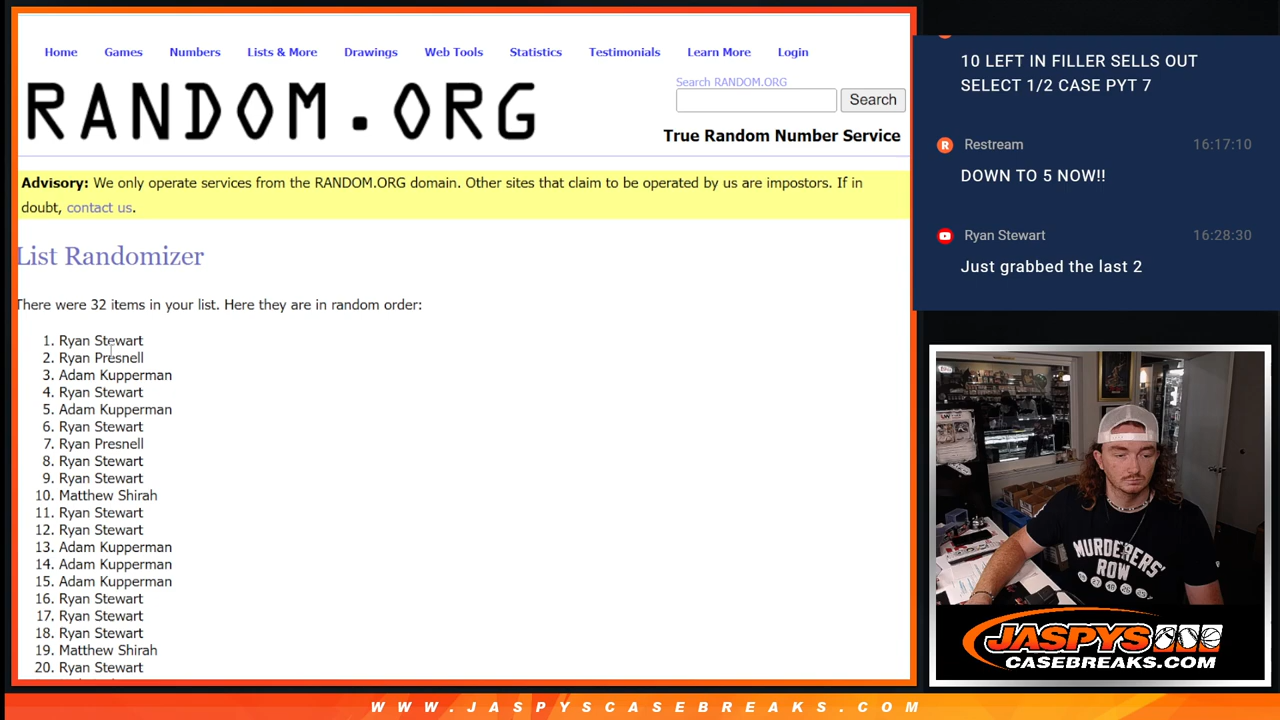 Home Games Numbers Lists & More Drawings Web Tools Statistics Testimonials Learn More Login
RANDOM.ORG
Search RANDOM.ORG
Search
True Random Number Service
Advisory: We only operate services from the RANDOM.ORG domain. Other sites that claim to be operated by us are impostors. If in
doubt, contact us.
List Randomizer
There were 32 items in your list. Here they are in random order:
1. Ryan Stewart
2. Ryan Presnell
3. Adam Kupperman
4. Ryan Stewart
5. Adam Kupperman
6. Ryan Stewart
7. Ryan Presnell
8. Ryan Stewart
9. Ryan Stewart
10. Matthew Shirah
11. Ryan Stewart
12. Ryan Stewart
13. Adam Kupperman
14. Adam Kupperman
15. Adam Kupperman
16. Ryan Stewart
17. Ryan Stewart
18. Ryan Stewart
19. Matthew Shirah
20. Ryan Stewart
10 LEFT IN FILLER SELLS OUT
SELECT 1/2 CASE PYT 7
Restream 16:17:10
DOWN TO 5 NOW!!
Ryan Stewart 16:28:30
Just grabbed the last 2
MURDERERS'
ROW
JASPYS
CASEBREAKS.COM
WWW.JASPYSCASEBREAKS.COM